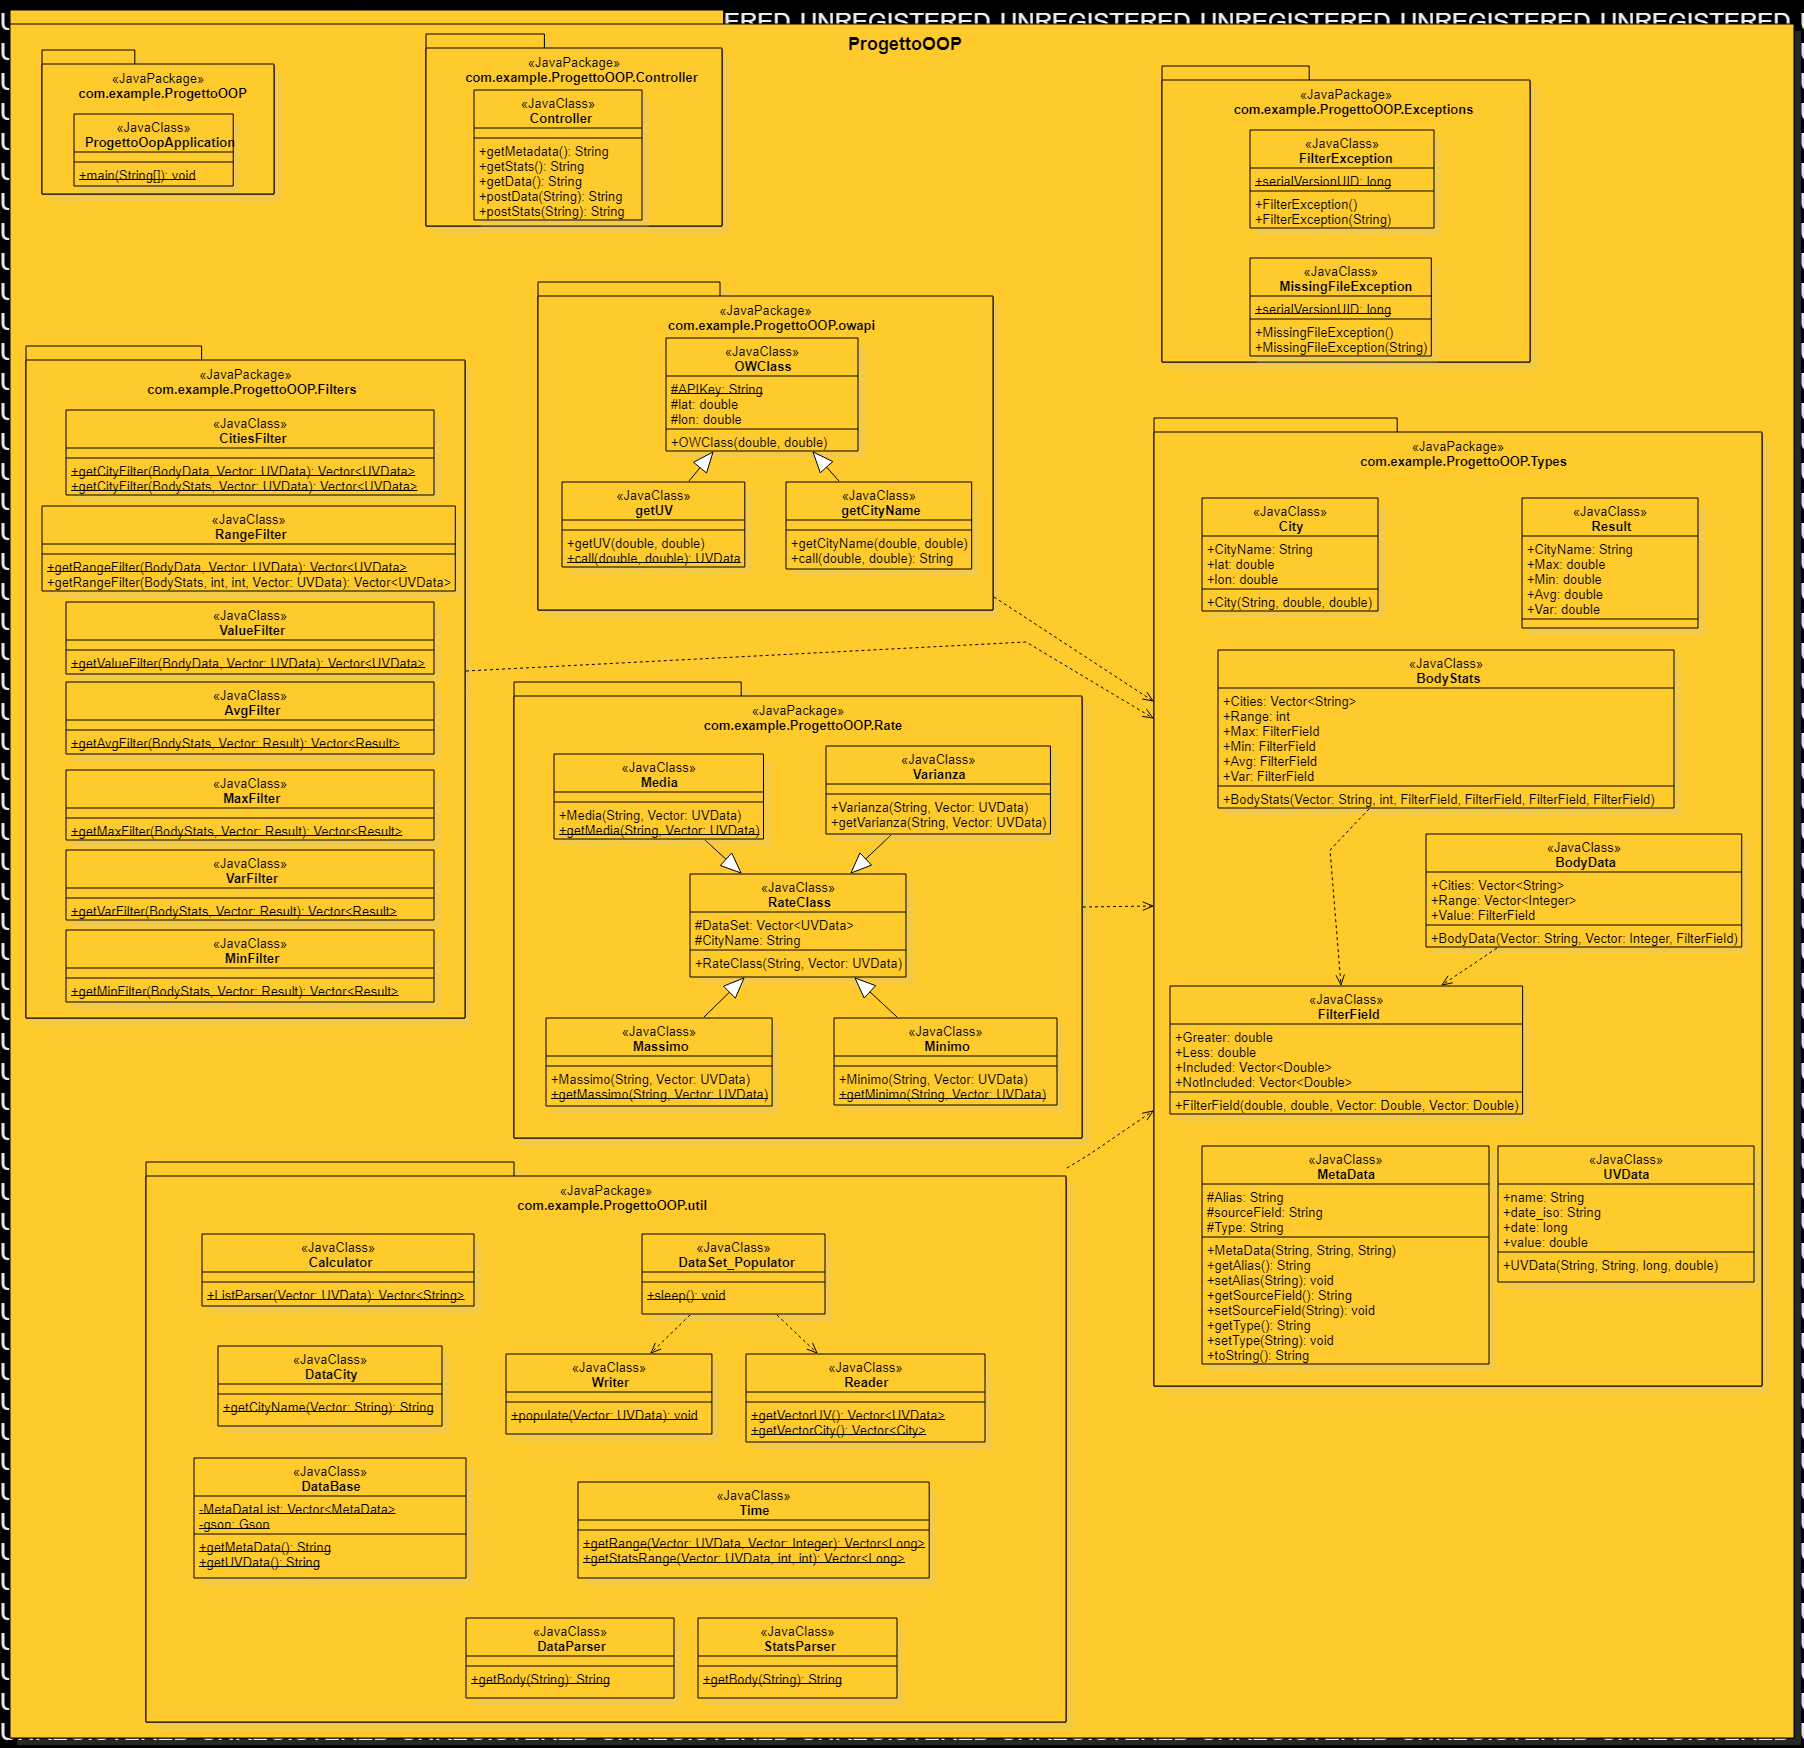 ERED UNREGISTERED UNREGISTERED UNREGISTERED UNREGISTERED UNREGISTERED
ProgettoOOP
«JavaPackage»
com.example.ProgettoOOP
«JavaClass»
ProgettoOopApplication
+main(String[]): void
«JavaPackage»
com.example.ProgettoOOP.Controller
«JavaClass»
Controller
+getMetadata(): String
+getStats(): String
+getData(): String
+postData(String): String
+postStats(String): String
«JavaPackage»
com.example.ProgettoOOP.Exceptions
«JavaClass»
FilterException
+serialVersionUID: long
+FilterException()
+FilterException(String)
«JavaClass»
MissingFileException
+serialVersionUID: long
+MissingFileException()
+MissingFileException(String)
«JavaPackage»
com.example.ProgettoOOP.owapi
«JavaClass»
OWClass
#APIKey: String
#lat: double
#lon: double
+OWClass(double, double)
«JavaClass»
getUV
+getUV(double, double)
+call(double, double): UVData
«JavaClass»
getCityName
+getCityName(double, double)
+call(double, double): String
«JavaPackage»
com.example.ProgettoOOP.Filters
«JavaClass»
CitiesFilter
+getCityFilter(BodyData, Vector: UVData): Vector<UVData>
+getCityFilter(BodyStats, Vector: UVData): Vector<UVData>
«JavaClass»
RangeFilter
+getRangeFilter(BodyData, Vector: UVData): Vector<UVData>
+getRangeFilter(BodyStats, int, int, Vector: UVData): Vector<UVData>
«JavaClass»
ValueFilter
+getValueFilter(BodyData, Vector: UVData): Vector<UVData>
«JavaClass»
AvgFilter
+getAvgFilter(BodyStats, Vector: Result): Vector<Result>
«JavaClass»
MaxFilter
+getMaxFilter(BodyStats, Vector: Result): Vector<Result>
«JavaClass»
VarFilter
+getVarFilter(BodyStats, Vector: Result): Vector<Result>
«JavaClass»
MinFilter
+getMinFilter(BodyStats, Vector: Result): Vector<Result>
«JavaPackage»
com.example.ProgettoOOP.Rate
«JavaClass»
Media
+Media(String, Vector: UVData)
+getMedia(String, Vector: UVData)
«JavaClass»
Varianza
+Varianza(String, Vector: UVData)
+getVarianza(String, Vector: UVData)
«JavaClass»
RateClass
#DataSet: Vector<UVData>
#CityName: String
+RateClass(String, Vector: UVData)
«JavaClass»
Massimo
+Massimo(String, Vector: UVData)
+getMassimo(String, Vector: UVData)
«JavaClass»
Minimo
+Minimo(String, Vector: UVData)
+getMinimo(String, Vector: UVData)
«JavaPackage»
com.example.ProgettoOOP.Types
«JavaClass»
City
+CityName: String
+lat: double
+lon: double
+City(String, double, double)
«JavaClass»
Result
+CityName: String
+Max: double
+Min: double
+Avg: double
+Var: double
«JavaClass»
BodyStats
+Cities: Vector<String>
+Range: int
+Max: FilterField
+Min: FilterField
+Avg: FilterField
+Var: FilterField
+BodyStats(Vector: String, int, FilterField, FilterField, FilterField, FilterField)
«JavaClass»
BodyData
+Cities: Vector<String>
+Range: Vector<Integer>
+Value: FilterField
+BodyData(Vector: String, Vector: Integer, FilterField)
«JavaClass»
FilterField
+Greater: double
+Less: double
+Included: Vector<Double>
+NotIncluded: Vector<Double>
+FilterField(double, double, Vector: Double, Vector: Double)
«JavaClass»
MetaData
#Alias: String
#sourceField: String
#Type: String
+MetaData(String, String, String)
+getAlias(): String
+setAlias(String): void
+getSourceField(): String
+setSourceField(String): void
+getType(): String
+setType(String): void
+toString(): String
«JavaClass»
UVData
+name: String
+date_iso: String
+date: long
+value: double
+UVData(String, String, long, double)
«JavaPackage»
com.example.ProgettoOOP.util
«JavaClass»
Calculator
+ListParser(Vector: UVData): Vector<String>
«JavaClass»
DataSet_Populator
+sleep(): void
«JavaClass»
DataCity
+getCityName(Vector: String): String
«JavaClass»
Writer
+populate(Vector: UVData): void
«JavaClass»
Reader
+getVectorUV(): Vector<UVData>
+getVectorCity(): Vector<City>
«JavaClass»
DataBase
-MetaDataList: Vector<MetaData>
-gson: Gson
+getMetaData(): String
+getUVData(): String
«JavaClass»
Time
+getRange(Vector: UVData, Vector: Integer): Vector<Long>
+getStatsRange(Vector: UVData, int, int): Vector<Long>
«JavaClass»
DataParser
+getBody(String): String
«JavaClass»
StatsParser
+getBody(String): String
UNREGISTERED UNREGISTERED UNREGISTERED UNREGISTERED UNREGISTERED UNREGISTERED UNREGISTERED UNREGISTERED UNREGISTERED